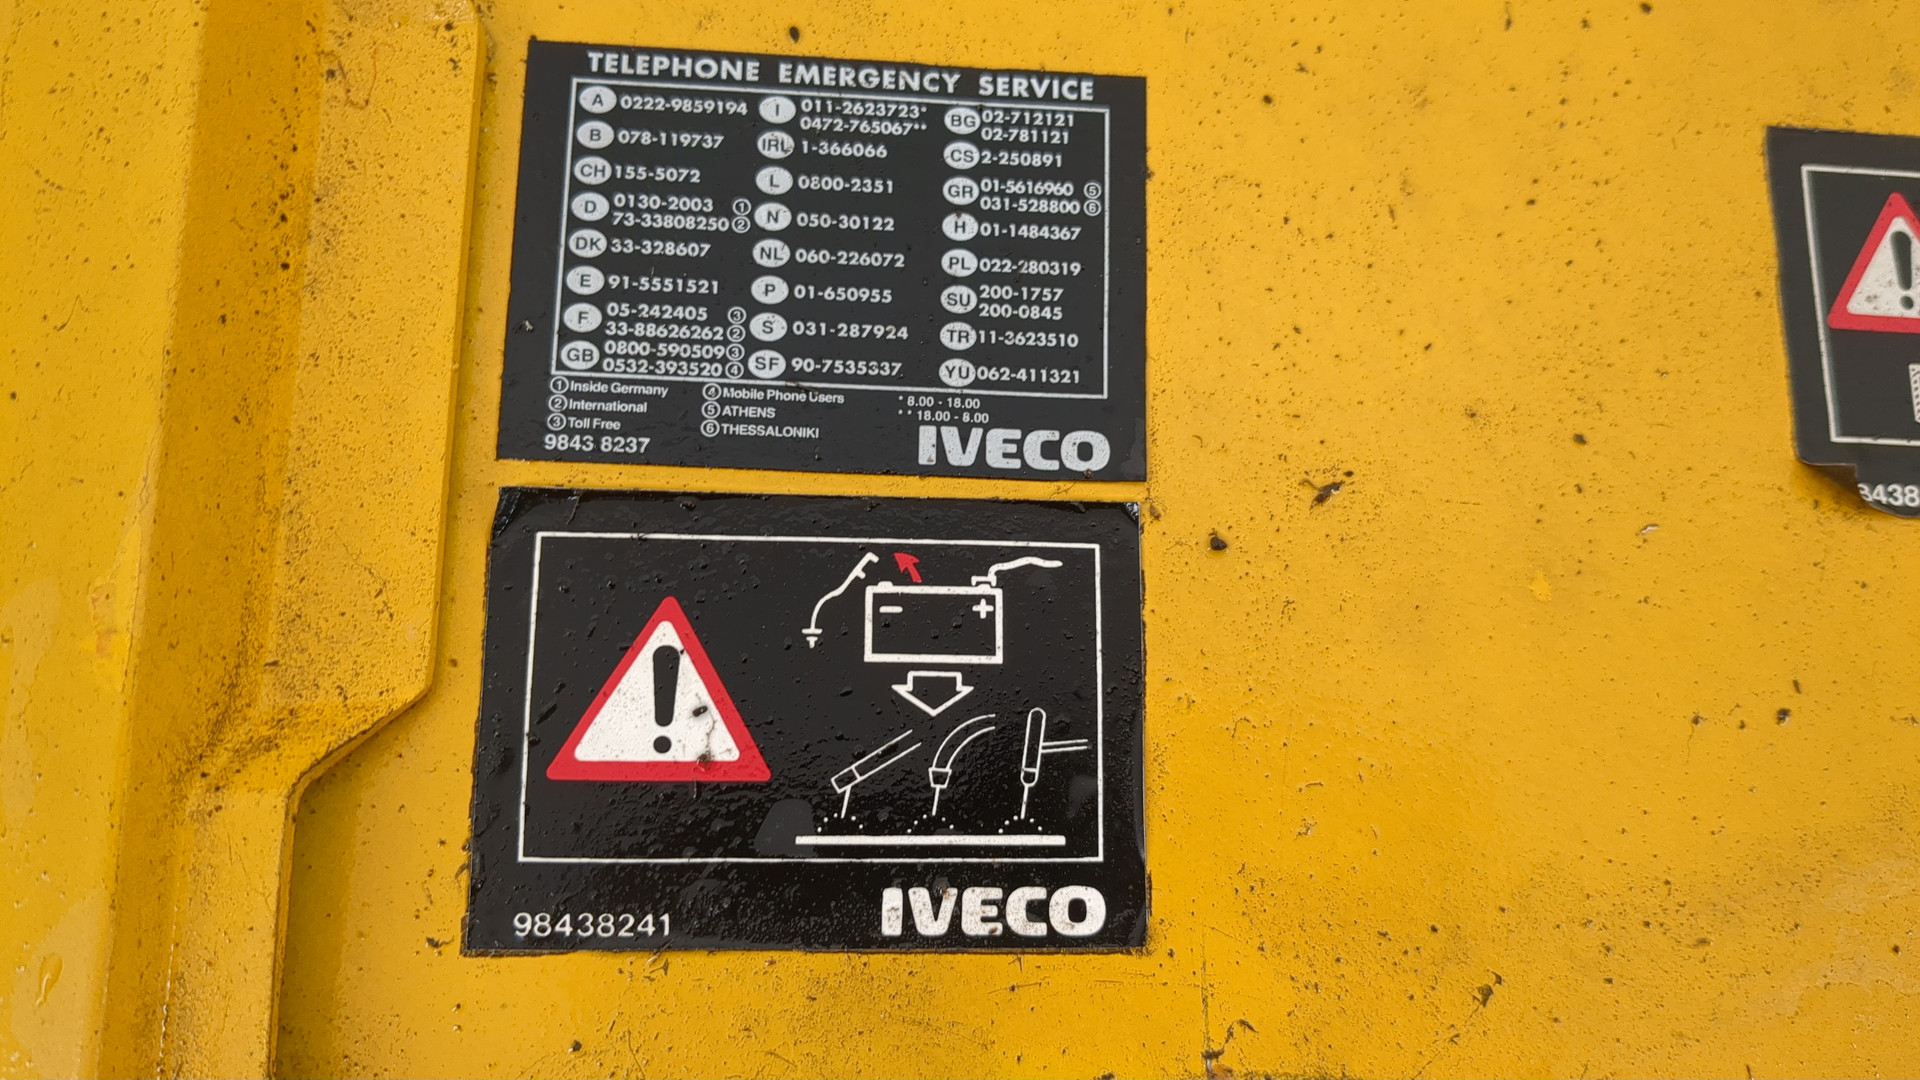 TELEPHONE EMERGENCY SERVICE
A 0222-9859194
B 078-119737
CH 155-5072
D 0130-2003 ①
73-33808250 ②
DK 33-328607
E 91-5551521
F 05-242405 ③
33-88626262 ②
GB 0800-590509 ③
0532-393520 ④
I 011-2623723*
0472-765067**
IRL 1-366066
L 0800-2351
N 050-30122
NL 060-226072
P 01-650955
S 031-287924
SF 90-7535337
BG 02-712121
02-781121
CS 2-250891
GR 01-5616960 ⑤
031-528800 ⑥
H 01-1484367
PL 022-280319
SU 200-1757
200-0845
TR 11-3623510
YU 062-411321
① Inside Germany
② International
③ Toll Free
④ Mobile Phone Users
⑤ ATHENS
⑥ THESSALONIKI
* 8.00 - 18.00
** 18.00 - 8.00
9843 8237
IVECO
- +
98438241
IVECO
8438